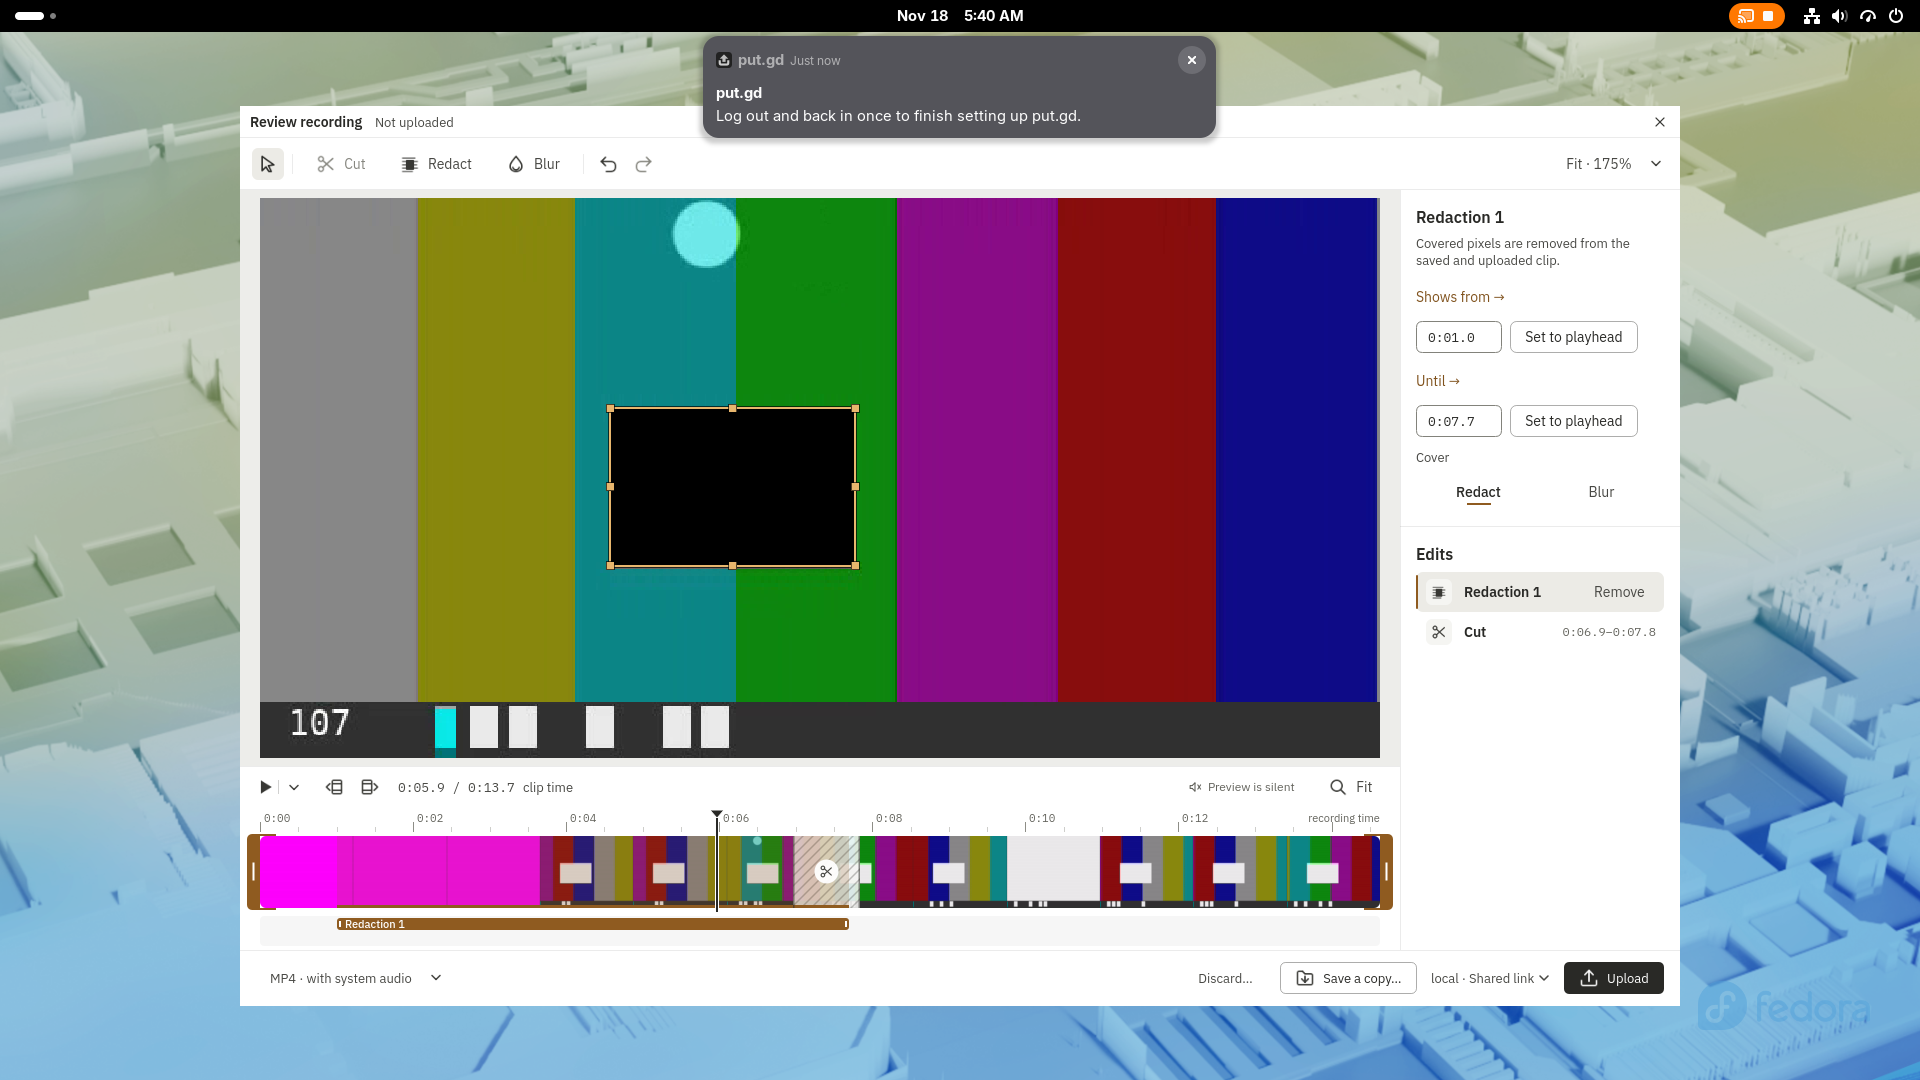 Nov 18 5:40 AM
put.gd Just now
put.gd
Log out and back in once to finish setting up put.gd.
Review recording Not uploaded
Cut Redact Blur Fit · 175%
Redaction 1
Covered pixels are removed from the
saved and uploaded clip.
Shows from →
0:01.0 Set to playhead
Until →
0:07.7 Set to playhead
Cover
Redact Blur
Edits
Redaction 1 Remove
Cut 0:06.9–0:07.8
107
0:05.9 / 0:13.7 clip time Preview is silent Fit
0:00 0:02 0:04 0:06 0:08 0:10 0:12 recording time
Redaction 1
MP4 · with system audio Discard... Save a copy... local · Shared link Upload
fedora